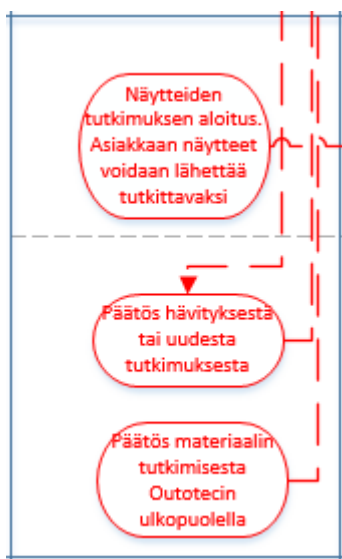 Näytteiden
tutkimuksen aloitus.
Asiakkaan näytteet
voidaan lähettää
tutkittavaksi
Päätös hävityksestä
tai uudesta
tutkimuksesta
Päätös materiaalin
tutkimisesta
Outotecin
ulkopuolella